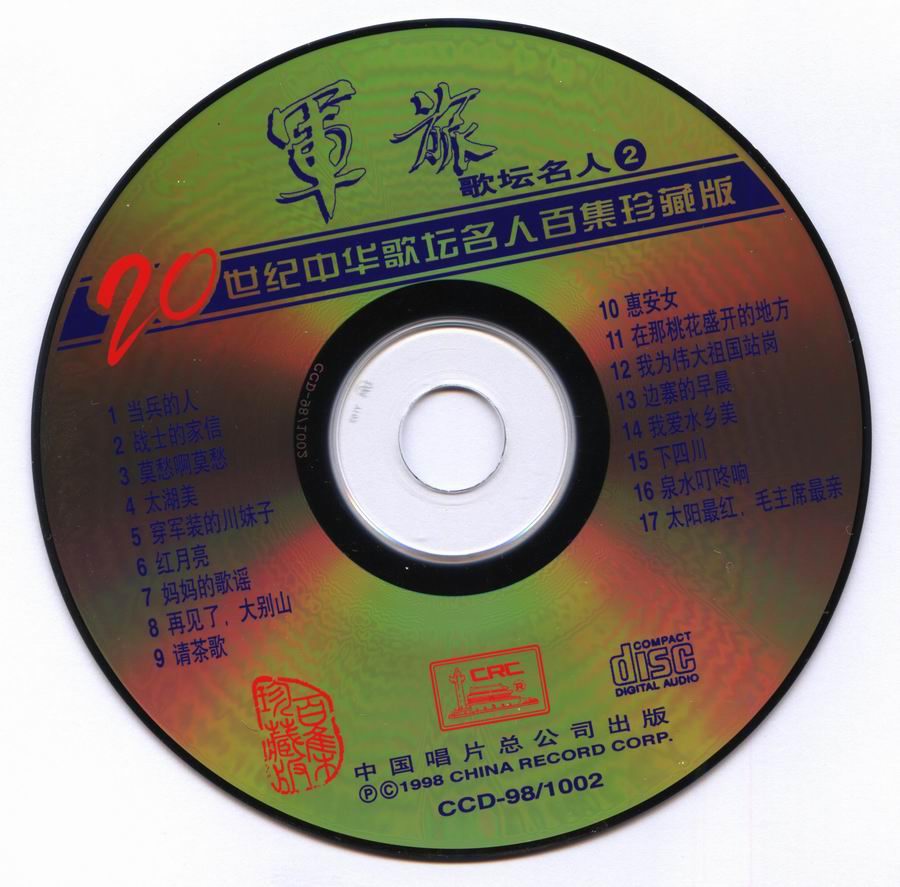 軍旅
歌坛名人2
20世纪中华歌坛名人百集珍藏版
1 当兵的人
2 战士的家信
3 莫愁啊莫愁
4 太湖美
5 穿军装的川妹子
6 红月亮
7 妈妈的歌谣
8 再见了，大别山
9 请茶歌
10 惠安女
11 在那桃花盛开的地方
12 我为伟大祖国站岗
13 边寨的早晨
14 我爱水乡美
15 下四川
16 泉水叮咚响
17 太阳最红，毛主席最亲
CCD-98/1002
百集
珍藏版
CRC
®
COMPACT
disc
DIGITAL AUDIO
中国唱片总公司出版
Ⓟ©1998 CHINA RECORD CORP.
CCD-98/1002